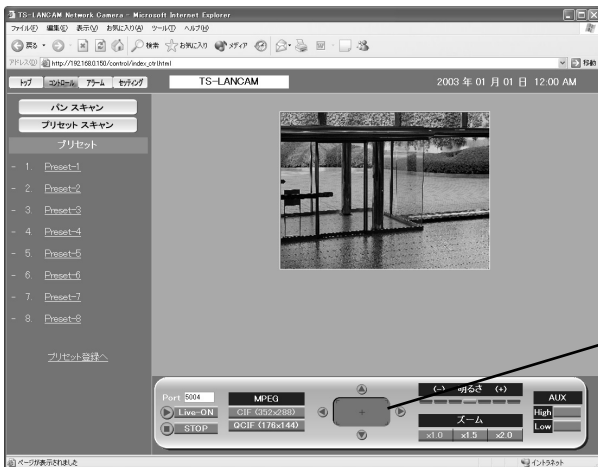 TS-LANCAM Network Camera - Microsoft Internet Explorer
ファイル(F) 編集(E) 表示(V) お気に入り(A) ツール(T) ヘルプ(H)
戻る 検索 お気に入り メディア
アドレス(D) http://192.168.0.150/control/index_ctrl.html 移動
トップ コントロール アラーム セッティング TS-LANCAM 2003 年 01 月 01 日 12:00 AM
パン スキャン
プリセット スキャン
プリセット
- 1. Preset-1
- 2. Preset-2
- 3. Preset-3
- 4. Preset-4
- 5. Preset-5
- 6. Preset-6
- 7. Preset-7
- 8. Preset-8
プリセット登録へ
Port 5004 MPEG (-) 明るさ (+) AUX
Live-ON CIF (352x288) High
STOP QCIF (176x144) ズーム Low
x1.0 x1.5 x2.0
ページが表示されました イントラネット